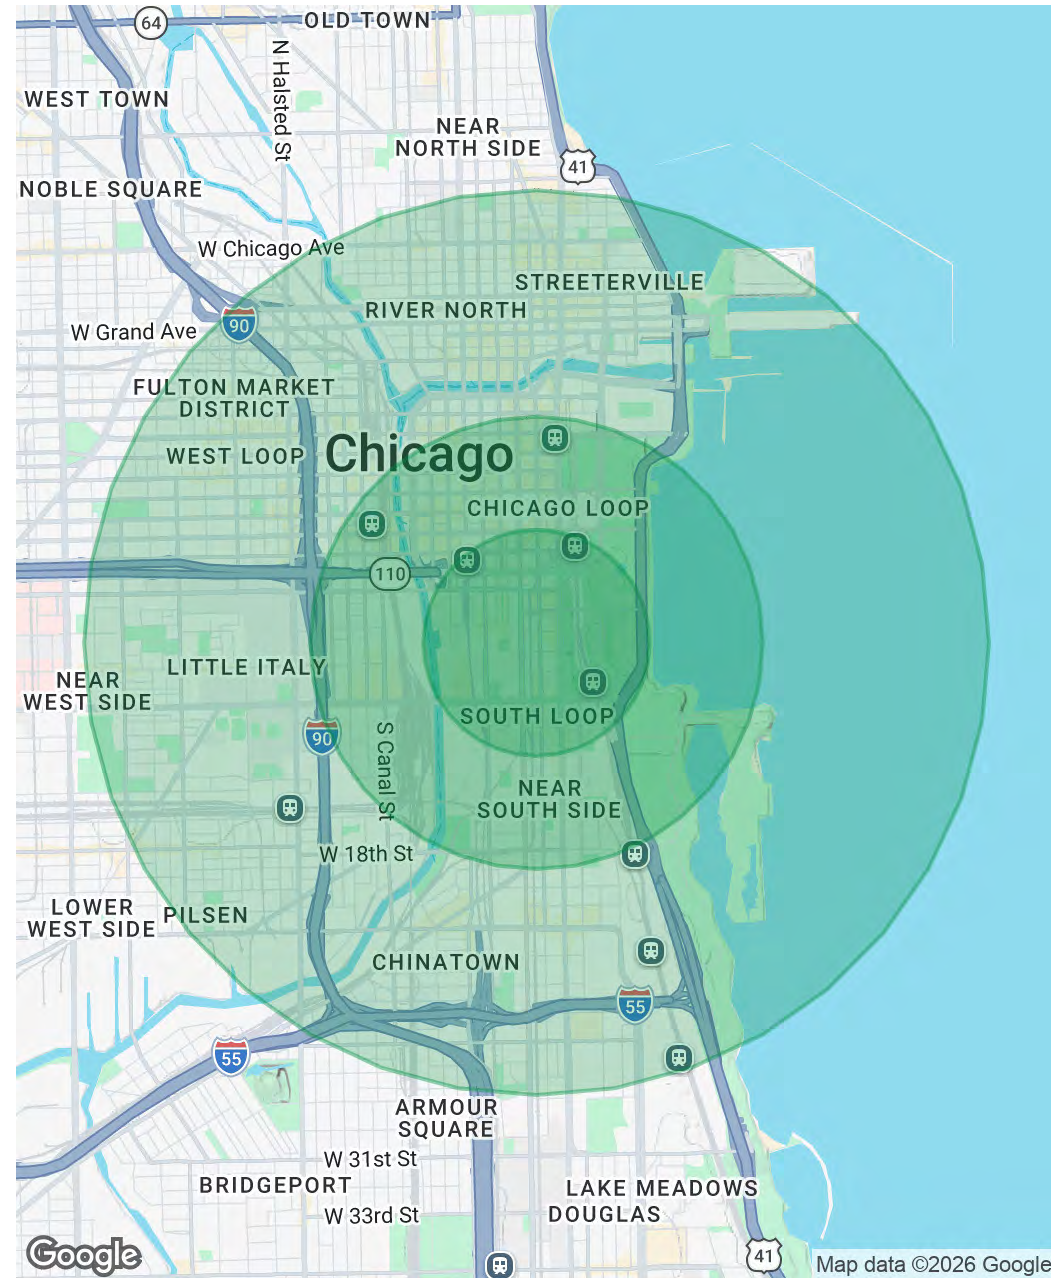 64
OLD TOWN
N Halsted St
WEST TOWN
NEAR
NORTH SIDE
41
NOBLE SQUARE
W Chicago Ave
STREETERVILLE
RIVER NORTH
90
W Grand Ave
FULTON MARKET
DISTRICT
WEST LOOP
Chicago
CHICAGO LOOP
110
LITTLE ITALY
NEAR
WEST SIDE
SOUTH LOOP
90
S Canal St
NEAR
SOUTH SIDE
W 18th St
LOWER
WEST SIDE
PILSEN
CHINATOWN
55
55
ARMOUR
SQUARE
W 31st St
BRIDGEPORT
LAKE MEADOWS
DOUGLAS
W 33rd St
41
Google
Map data ©2026 Google